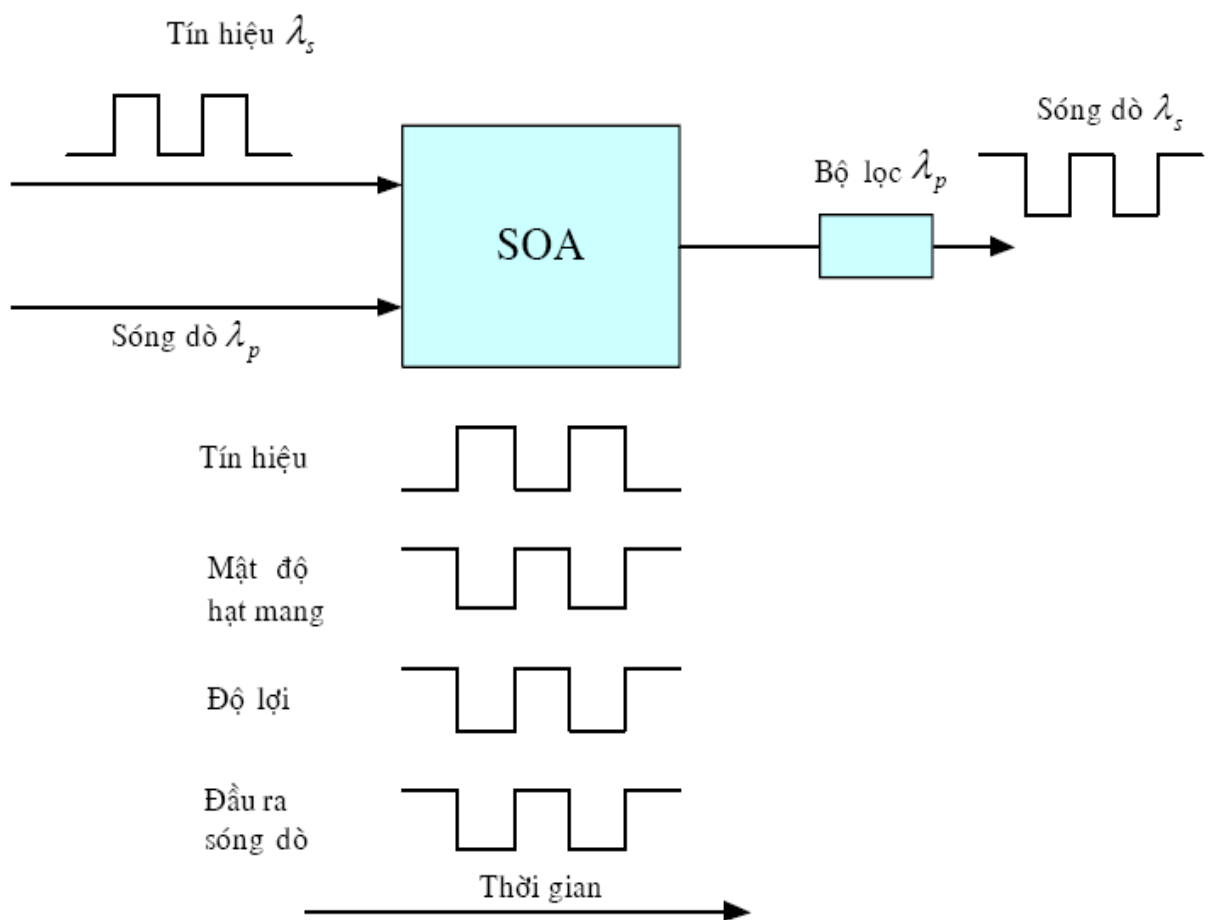 Tín hiệu λs
Sóng dò λs
Bộ lọc λp
SOA
Sóng dò λp
Tín hiệu
Mật độ
hạt mang
Độ lợi
Đầu ra
sóng dò
Thời gian